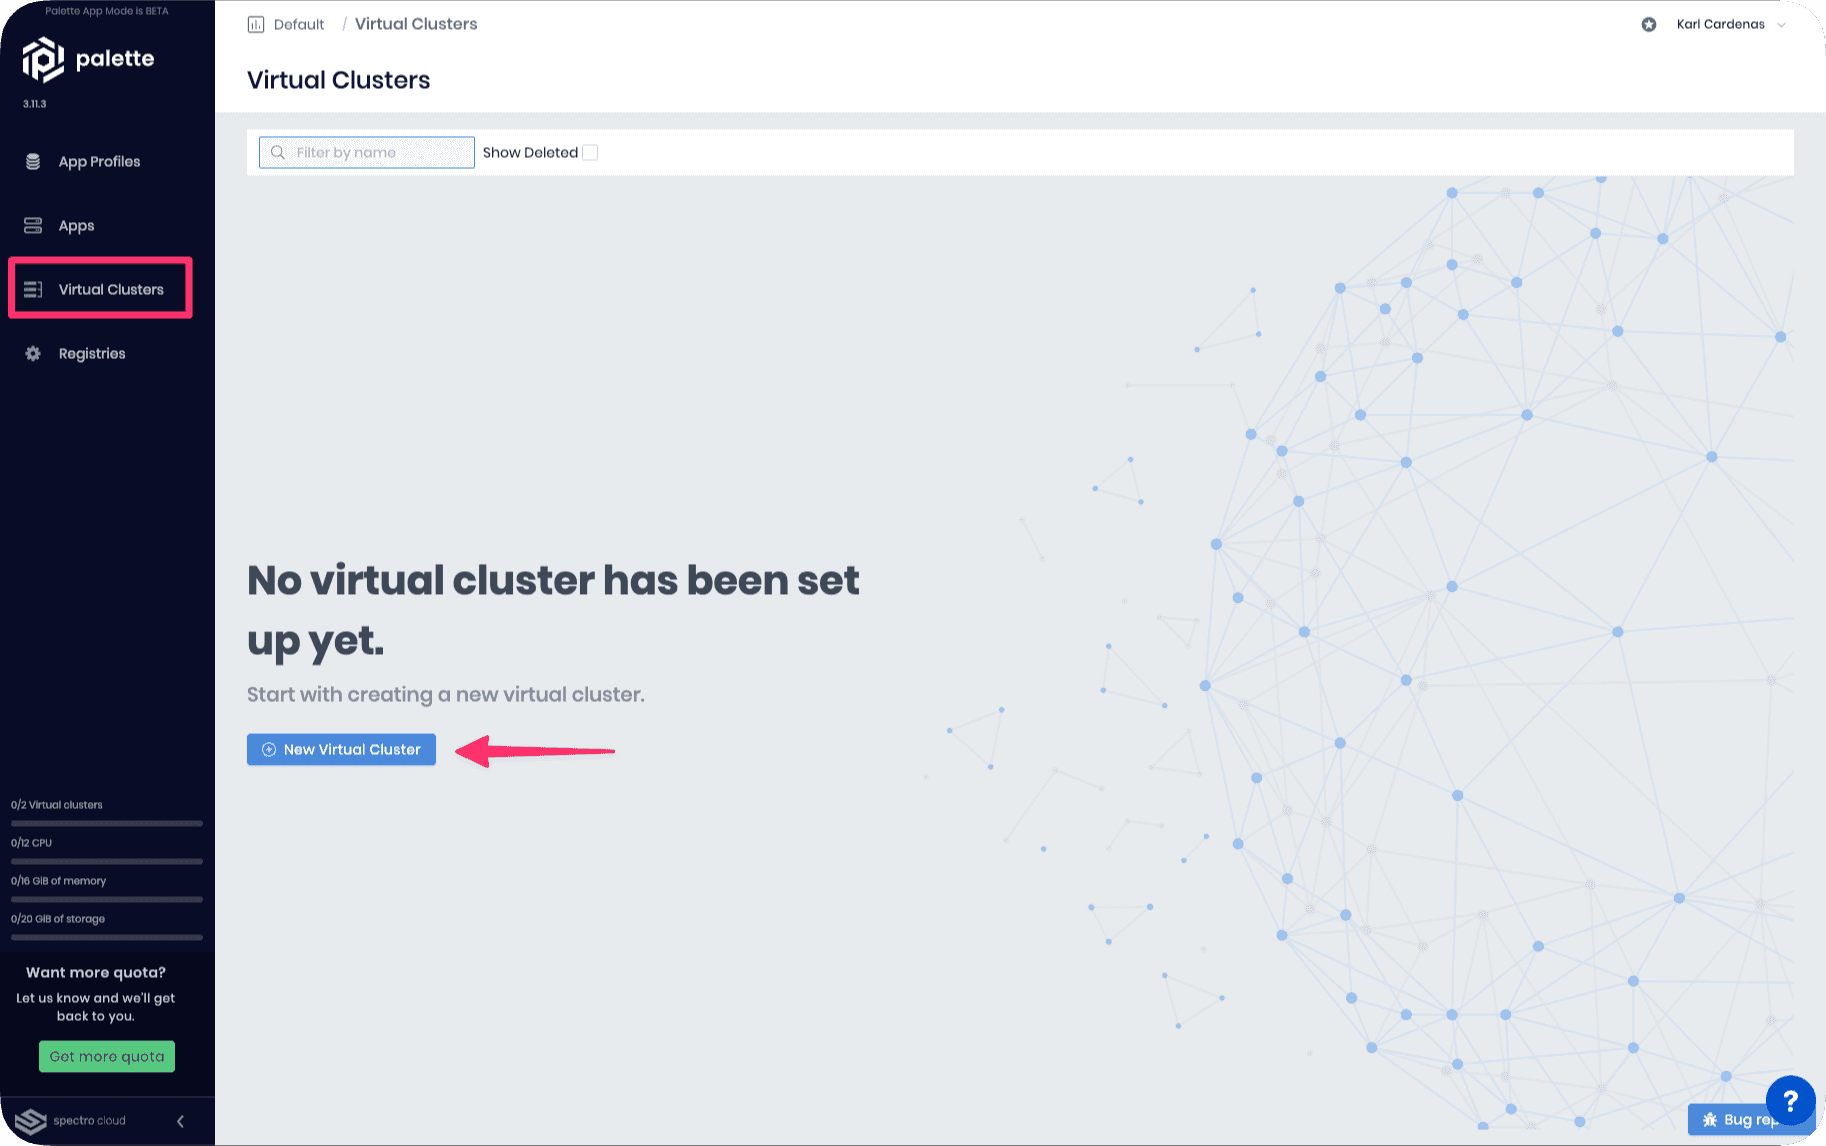 Palette App Mode is BETA
palette
3.11.3
App Profiles
Apps
Virtual Clusters
Registries
0/2 Virtual clusters
0/12 CPU
0/16 GiB of memory
0/20 GiB of storage
Want more quota?
Let us know and we'll get
back to you.
Get more quota
spectro cloud
Default / Virtual Clusters
Karl Cardenas
Virtual Clusters
Filter by name
Show Deleted
No virtual cluster has been set
up yet.
Start with creating a new virtual cluster.
New Virtual Cluster
?
Bug rep